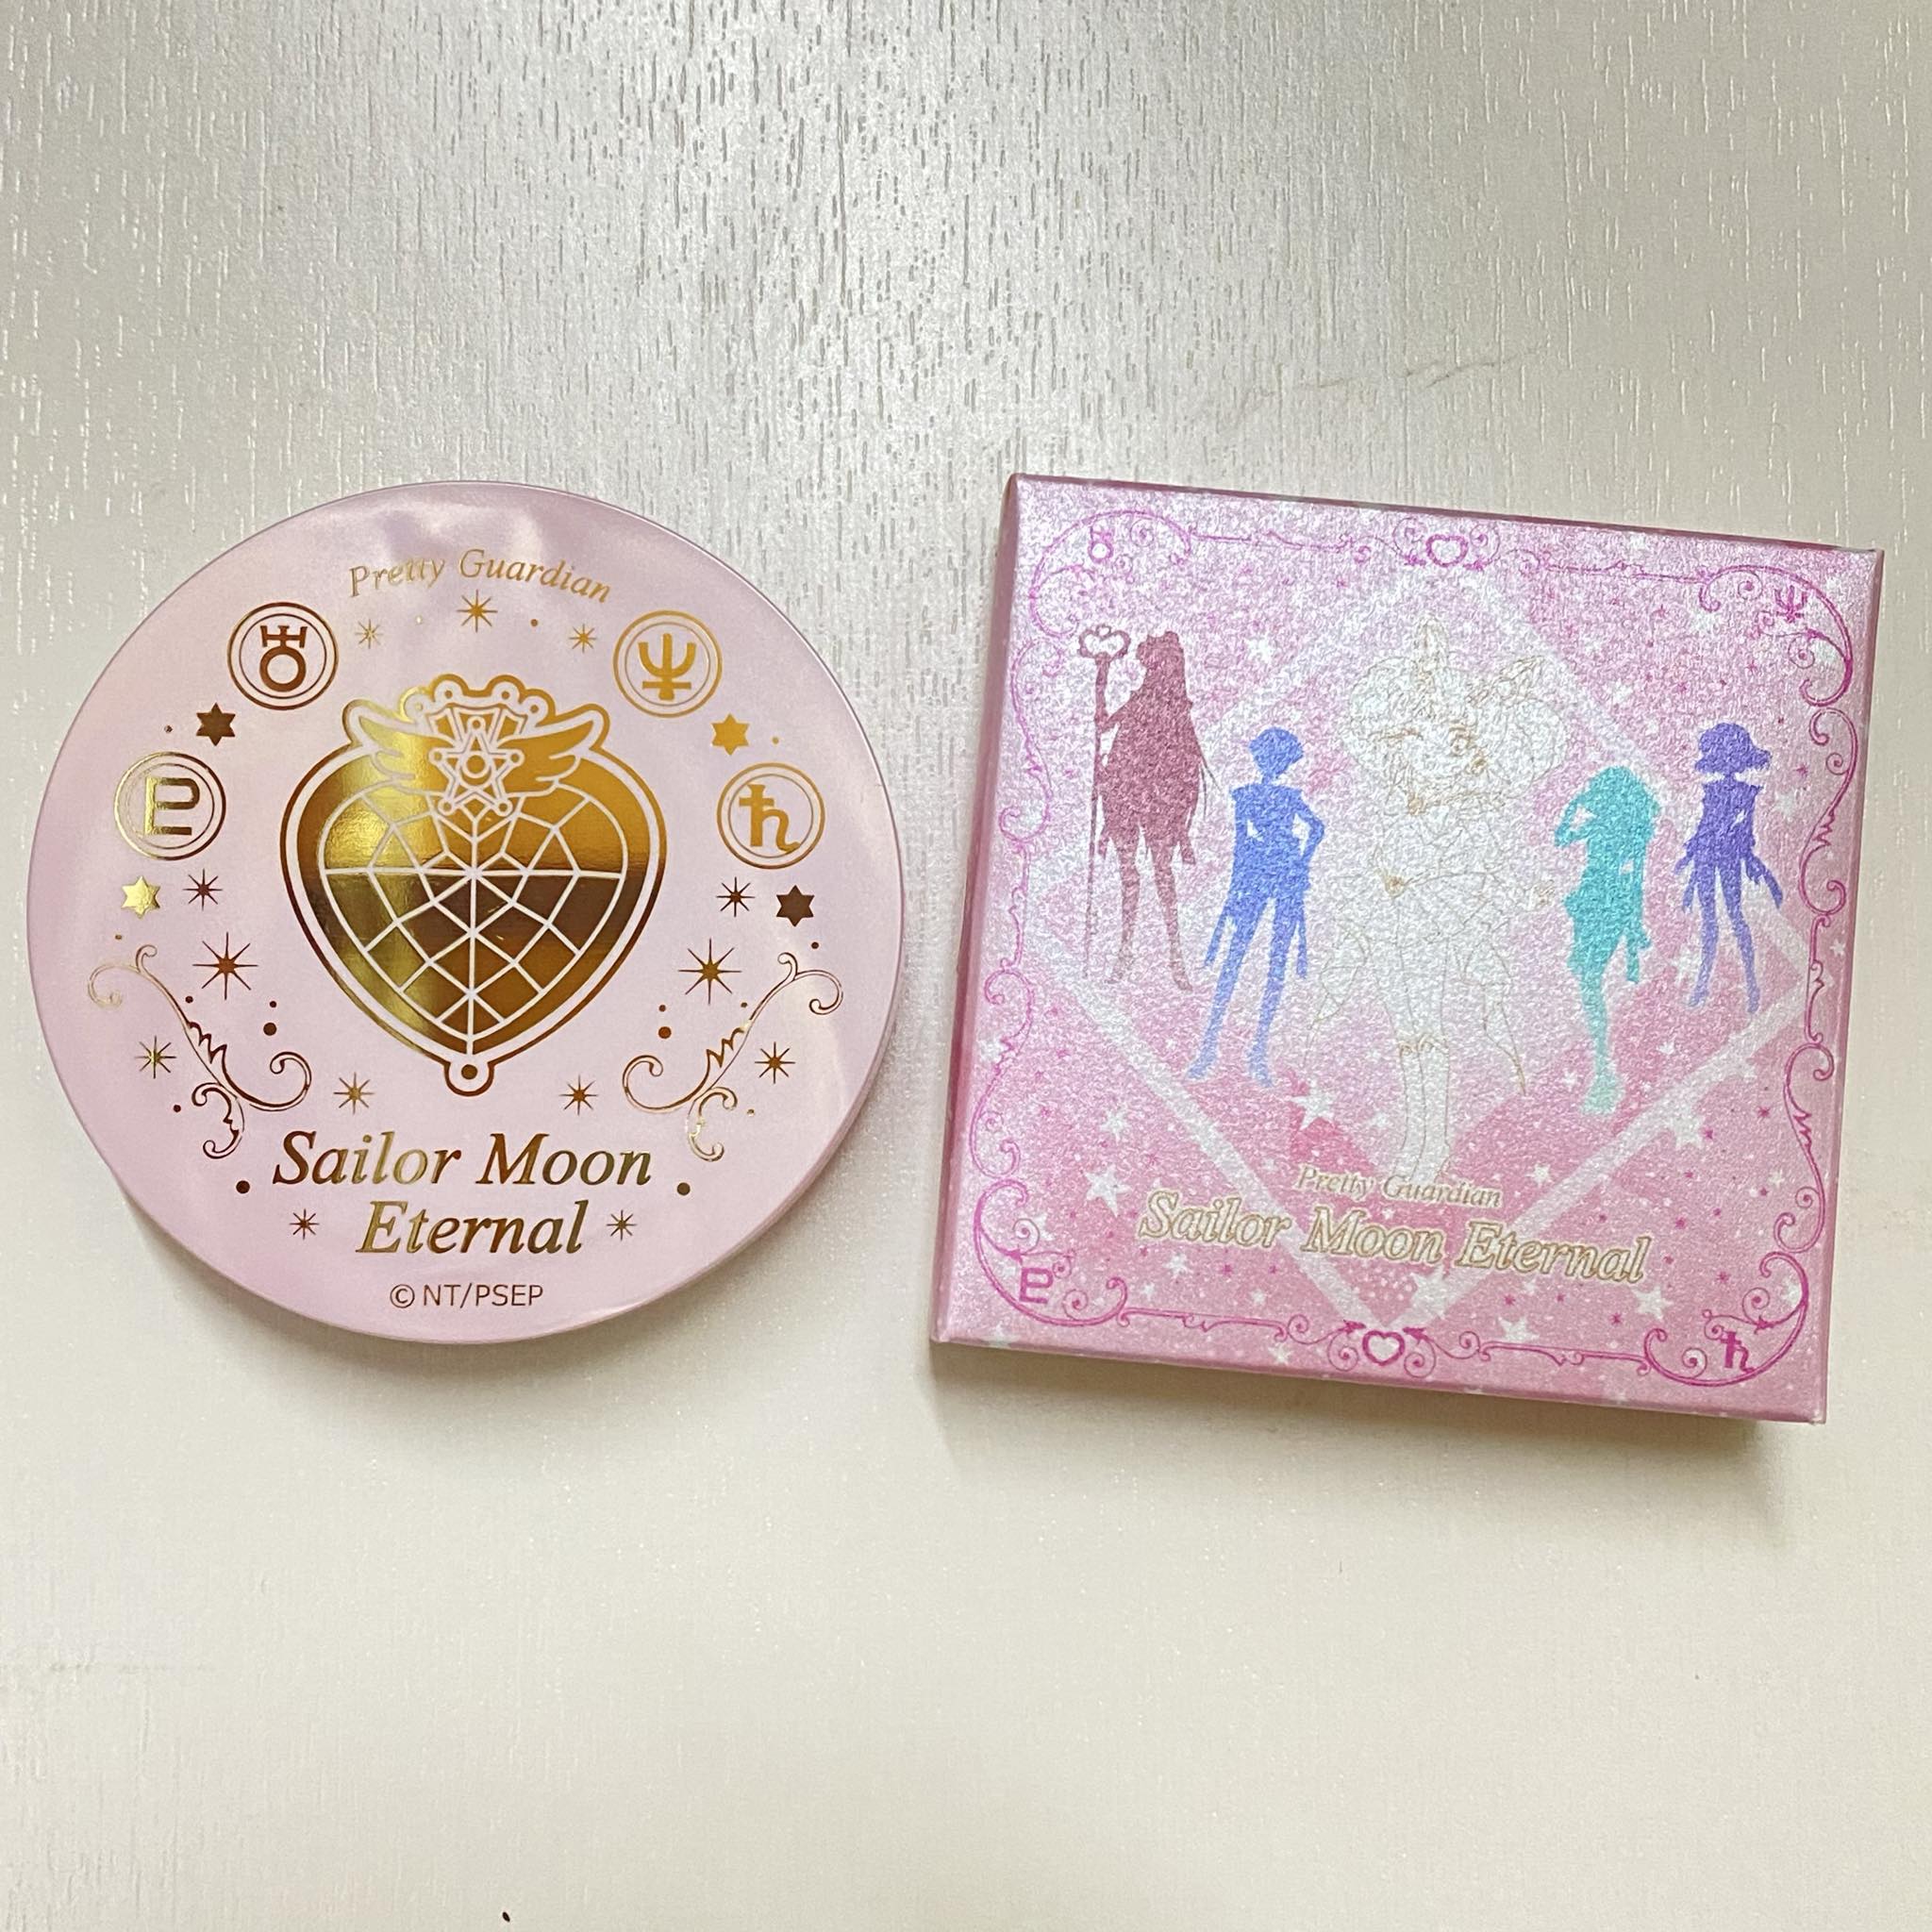 Pretty Guardian
Sailor Moon
Eternal
©NT/PSEP
Pretty Guardian
Sailor Moon Eternal